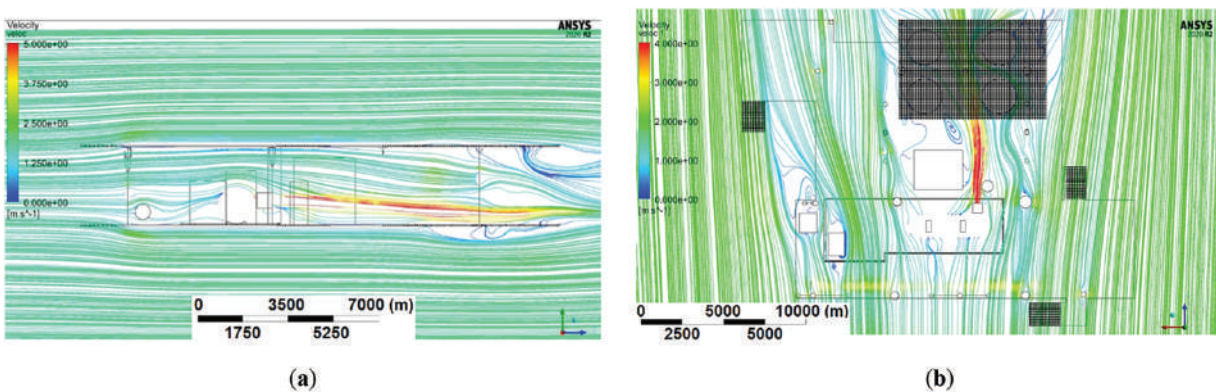 Velocity
veloc
5.000e+00
3.750e+00
2.500e+00
1.250e+00
0.000e+00
[m s^-1]
ANSYS
2020 R2
0 3500 7000 (m)
1750 5250
(a)
Velocity
4.000e+00
3.000e+00
2.000e+00
1.000e+00
0.000e+00
[m s^-1]
ANSYS
2020 R2
0 5000 10000 (m)
2500 5000
(b)